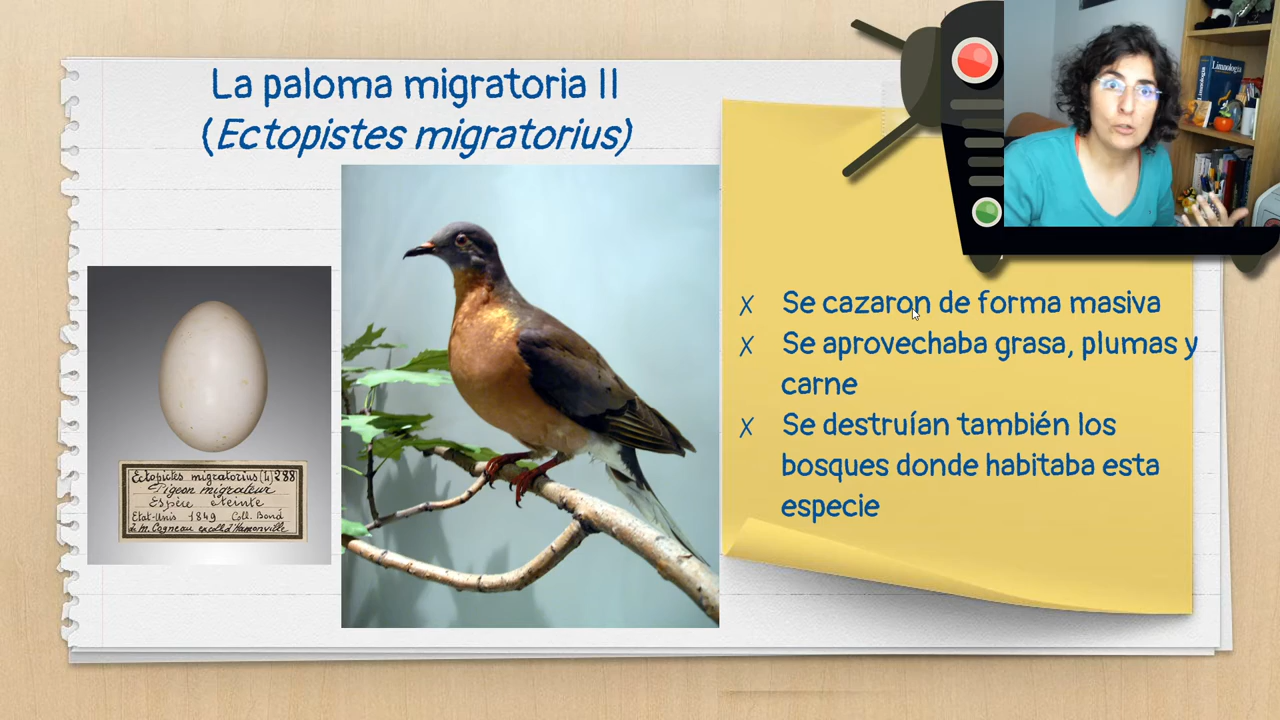 La paloma migratoria II
(Ectopistes migratorius)
Se cazaron de forma masiva
Se aprovechaba grasa, plumas y
carne
Se destruían también los
bosques donde habitaba esta
especie
Ectopistes migratorius (L) 288
Pigeon migrateur
Espèce éteinte
Etat-Unis 1849 Coll. Bond
Limnología